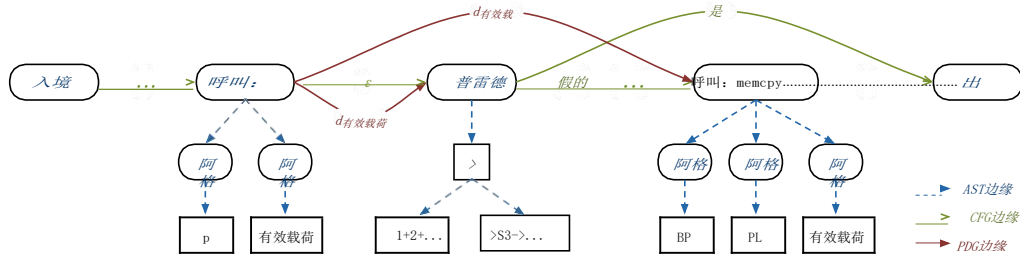 d有效载
是
入境
...
呼叫:
ε
普雷德
假的
...
呼叫: memcpy
出
d有效载荷
阿格
阿格
>
阿格
阿格
阿格
p
有效载荷
1+2+...
>S3->...
BP
PL
有效载荷
AST边缘
CFG边缘
PDG边缘